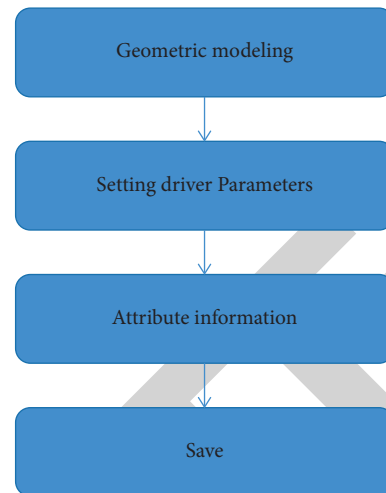 Geometric modeling
Setting driver Parameters
Attribute information
Save